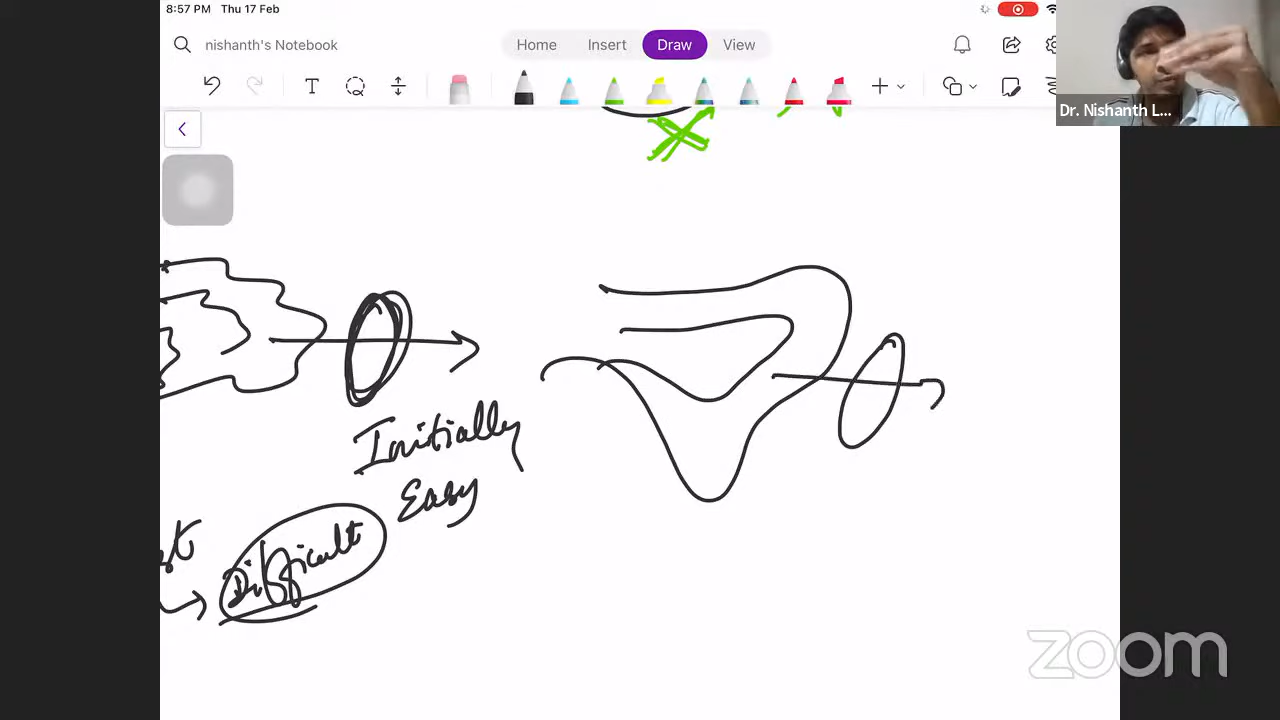 8:57 PM Thu 17 Feb
nishanth's Notebook
Home Insert Draw View
Dr. Nishanth L...
Initially
Easy
Difficult
zoom